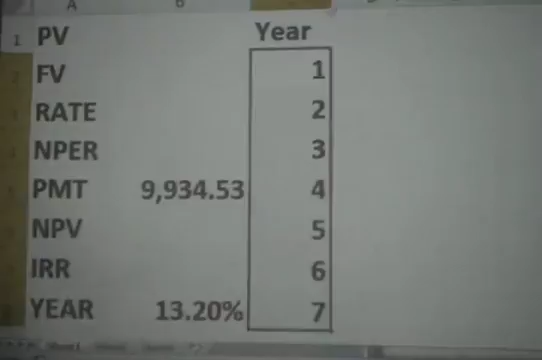 A B
1 PV Year
FV 1
RATE 2
NPER 3
PMT 9,934.53 4
NPV 5
IRR 6
YEAR 13.20% 7